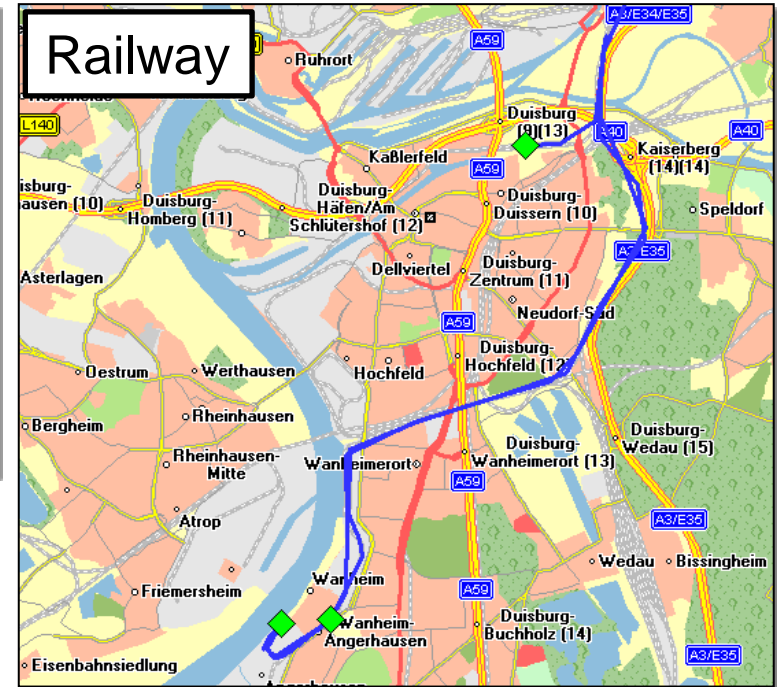 Railway
A3/E34/E35
A59
Ruhrort
L140
Duisburg
(9)(13)
A40
A40
Kaiserberg
(14)(14)
Kaßlerfeld
A59
isburg-
ausen (10)
Duisburg-
Homberg (11)
Duisburg-
Häfen/Am
Schlütershof (12)
Duisburg-
Duissern (10)
Speldorf
A3/E35
Asterlagen
Dellviertel
Duisburg-
Zentrum (11)
Neudorf-Süd
A59
Duisburg-
Hochfeld (12)
Oestrum
Werthausen
Hochfeld
Bergheim
Rheinhausen
Rheinhausen-
Mitte
Wanheimerort
Duisburg-
Wanheimerort (13)
Duisburg-
Wedau (15)
A59
Atrop
A3/E35
Wedau
Bissingheim
Friemersheim
Wanheim
A59
Wanheim-
Angerhausen
Duisburg-
Buchholz (14)
Eisenbahnsiedlung
A3/E35